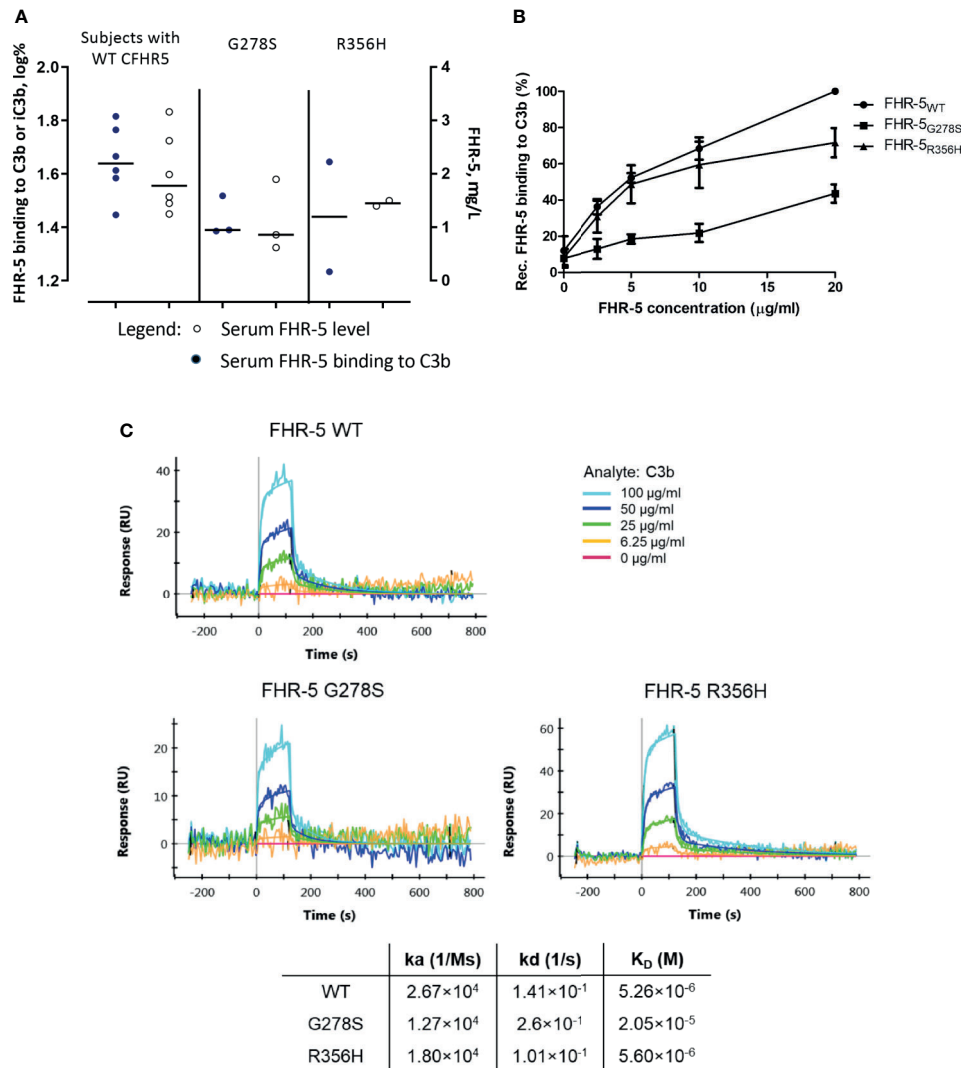 A
Subjects with
WT CFHR5
G278S
R356H
FHR-5 binding to C3b or iC3b, log%
2.0
1.8
1.6
1.4
1.2
4
3
2
1
0
FHR-5, mg/L
Legend: ○ Serum FHR-5 level
● Serum FHR-5 binding to C3b
B
Rec. FHR-5 binding to C3b (%)
100
80
60
40
20
0
0 5 10 15 20
FHR-5 concentration (µg/ml)
FHR-5WT
FHR-5G278S
FHR-5R356H
C
FHR-5 WT
Response (RU)
40
20
0
-200 0 200 400 600 800
Time (s)
Analyte: C3b
100 µg/ml
50 µg/ml
25 µg/ml
6.25 µg/ml
0 µg/ml
FHR-5 G278S
Response (RU)
20
10
0
-200 0 200 400 600 800
Time (s)
FHR-5 R356H
Response (RU)
60
40
20
0
-200 0 200 400 600 800
Time (s)
ka (1/Ms) kd (1/s) KD (M)
WT 2.67×10⁴ 1.41×10⁻¹ 5.26×10⁻⁶
G278S 1.27×10⁴ 2.6×10⁻¹ 2.05×10⁻⁵
R356H 1.80×10⁴ 1.01×10⁻¹ 5.60×10⁻⁶